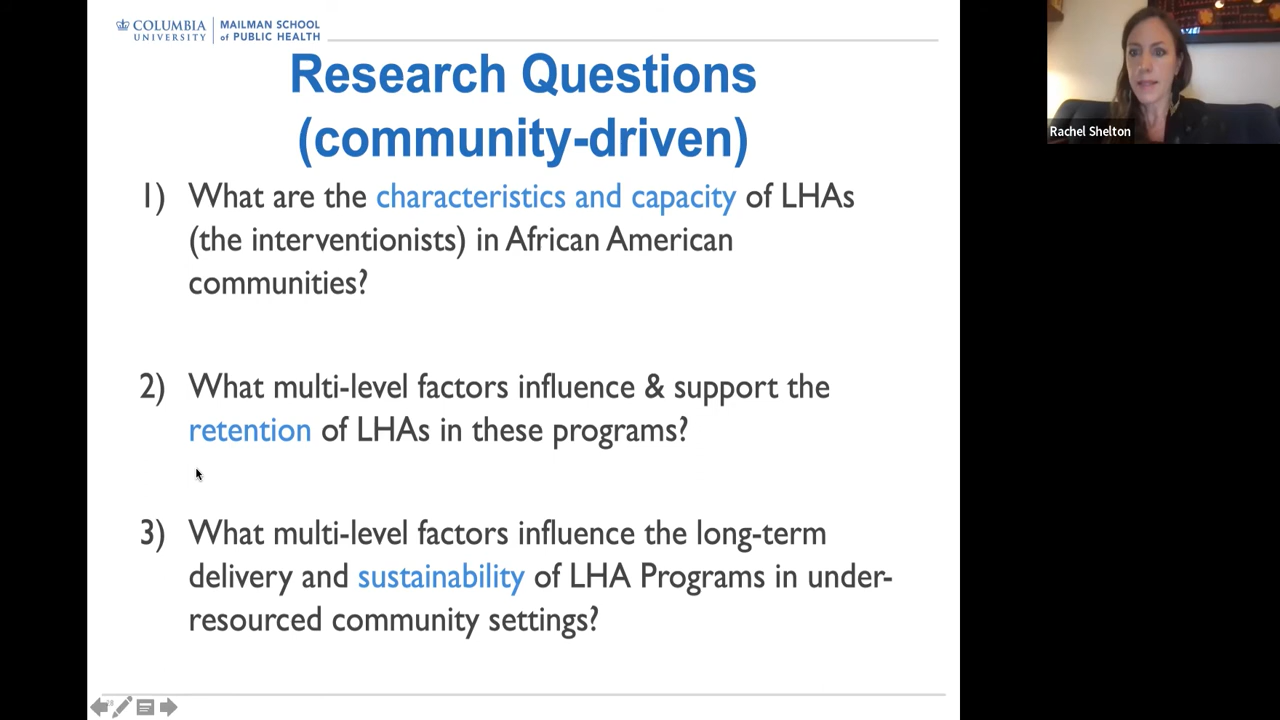 COLUMBIA UNIVERSITY
MAILMAN SCHOOL of PUBLIC HEALTH
Research Questions
(community-driven)
1) What are the characteristics and capacity of LHAs
(the interventionists) in African American
communities?
2) What multi-level factors influence & support the
retention of LHAs in these programs?
3) What multi-level factors influence the long-term
delivery and sustainability of LHA Programs in under-
resourced community settings?
Rachel Shelton